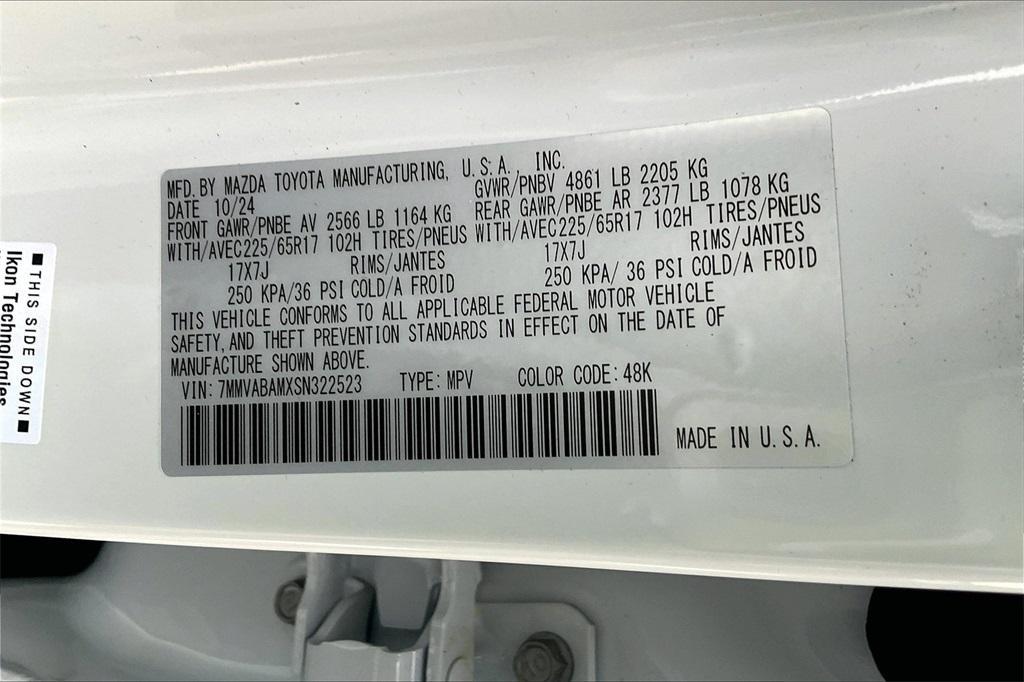 MFD. BY MAZDA TOYOTA MANUFACTURING, U.S.A. INC.
DATE 10/24 GVWR/PNBV 4861 LB 2205 KG
FRONT GAWR/PNBE AV 2566 LB 1164 KG REAR GAWR/PNBE AR 2377 LB 1078 KG
WITH/AVEC225/65R17 102H TIRES/PNEUS WITH/AVEC225/65R17 102H TIRES/PNEUS
17X7J RIMS/JANTES 17X7J RIMS/JANTES
250 KPA/36 PSI COLD/A FROID 250 KPA/ 36 PSI COLD/A FROID
THIS VEHICLE CONFORMS TO ALL APPLICABLE FEDERAL MOTOR VEHICLE
SAFETY, AND THEFT PREVENTION STANDARDS IN EFFECT ON THE DATE OF
MANUFACTURE SHOWN ABOVE.
VIN: 7MMVABAMXSN322523 TYPE: MPV COLOR CODE: 48K
MADE IN U.S.A.
■THIS SIDE DOWN■
Ikon Technologies